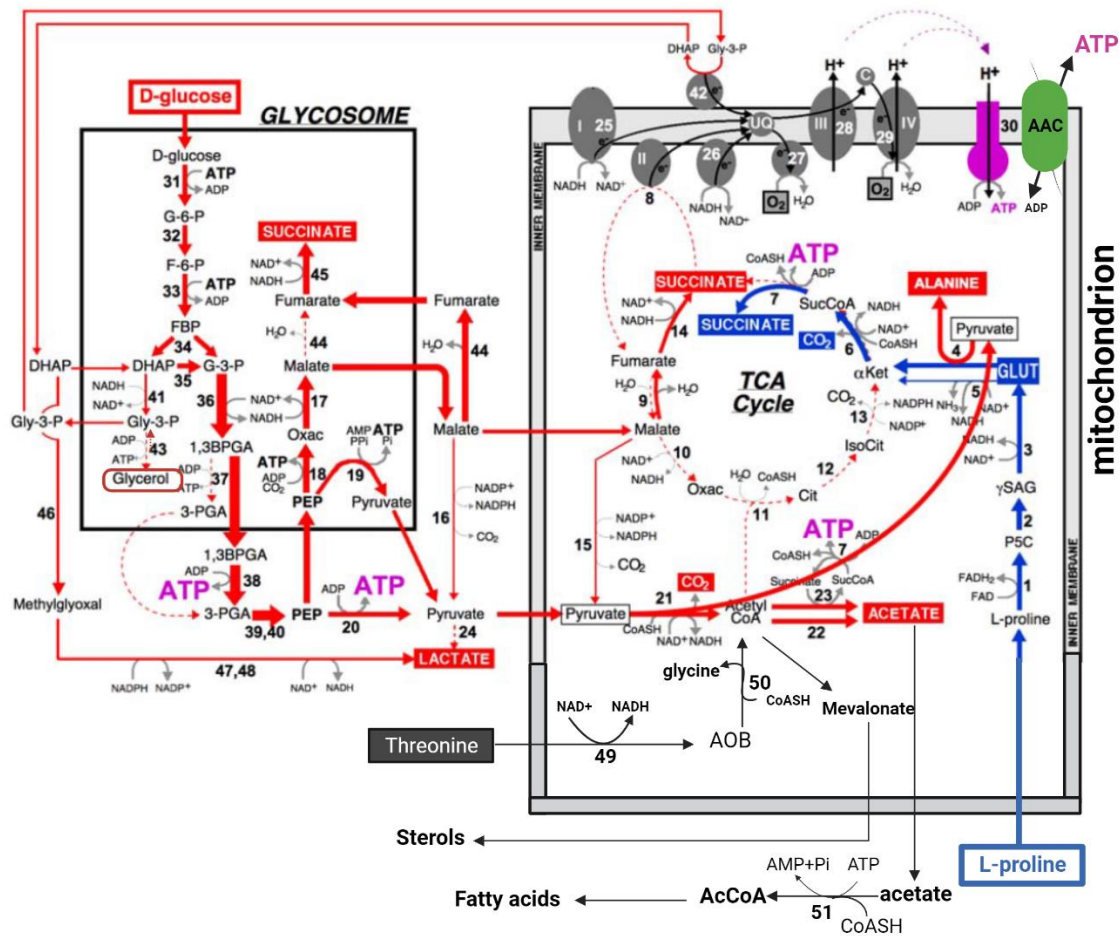 ATP
DHAP Gly-3-P
H+ H+ H+
C
D-glucose
GLYCOSOME
42 e-
I 25 e-
UQ
e-
III 28
e-
29
IV
30
AAC
D-glucose
ATP
31
ADP
G-6-P
32
F-6-P
ATP
33
ADP
FBP
34
DHAP
DHAP
G-3-P
35
NADH
NAD+
41
36
Gly-3-P
Gly-3-P
ADP
ATP
43
Glycerol
1,3BPGA
ADP
ATP
37
3-PGA
46
SUCCINATE
NAD+
NADH
45
Fumarate
Fumarate
H2O
44
H2O
44
Malate
NAD+
NADH
17
Oxac
ATP
ADP
CO2
18
PEP
AMP
PPi
ATP
Pi
19
Pyruvate
Malate
NADP+
NADPH
16
CO2
1,3BPGA
ATP
ADP
38
Methylglyoxal
3-PGA
39,40
PEP
ADP
ATP
20
Pyruvate
24
LACTATE
47,48
NADPH NADP+
NAD+ NADH
INNER MEMBRANE
II
e-
8
26
e-
27
e-
NADH NAD+
NADH
NAD+
O2
H2O
O2
H2O
ADP ATP
ADP
mitochondrion
SUCCINATE
CoASH
ATP
ADP
7
SucCoA
SUCCINATE
NAD+
NADH
14
Fumarate
H2O
H2O
9
Malate
TCA
Cycle
CO2
6
NADH
NAD+
CoASH
αKet
ALANINE
Pyruvate
4
GLUT
5
NH3
NADH
NAD+
CO2
NADPH
NADP+
13
IsoCit
12
Cit
H2O
CoASH
11
Oxac
10
NAD+
NADH
NADH
NAD+
3
γSAG
2
P5C
FADH2
FAD
1
L-proline
INNER MEMBRANE
NADP+
NADPH
15
CO2
Pyruvate
21
CO2
CoASH
NAD+ NADH
Acetyl
CoA
ATP
ADP
CoASH
7
Succinate
SucCoA
23
22
ACETATE
glycine
50
CoASH
Mevalonate
NAD+ NADH
Threonine
49
AOB
Sterols
L-proline
AMP+Pi ATP
Fatty acids
AcCoA
acetate
51
CoASH